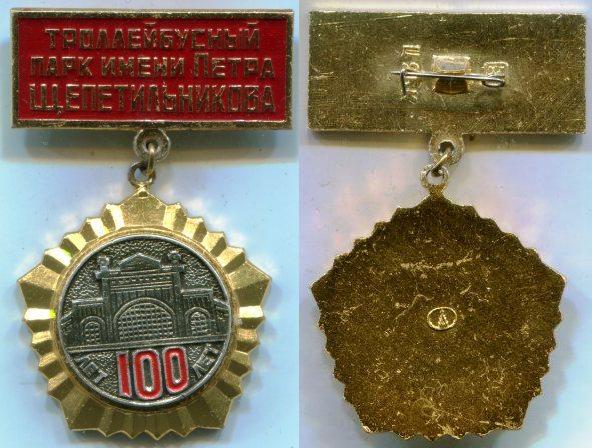 ТРОЛЛЕЙБУСНЫЙ
ПАРК ИМЕНИ ПЕТРА
ЩЕПЕТИЛЬНИКОВА
ЛЕТ 100 ЛЕТ
А